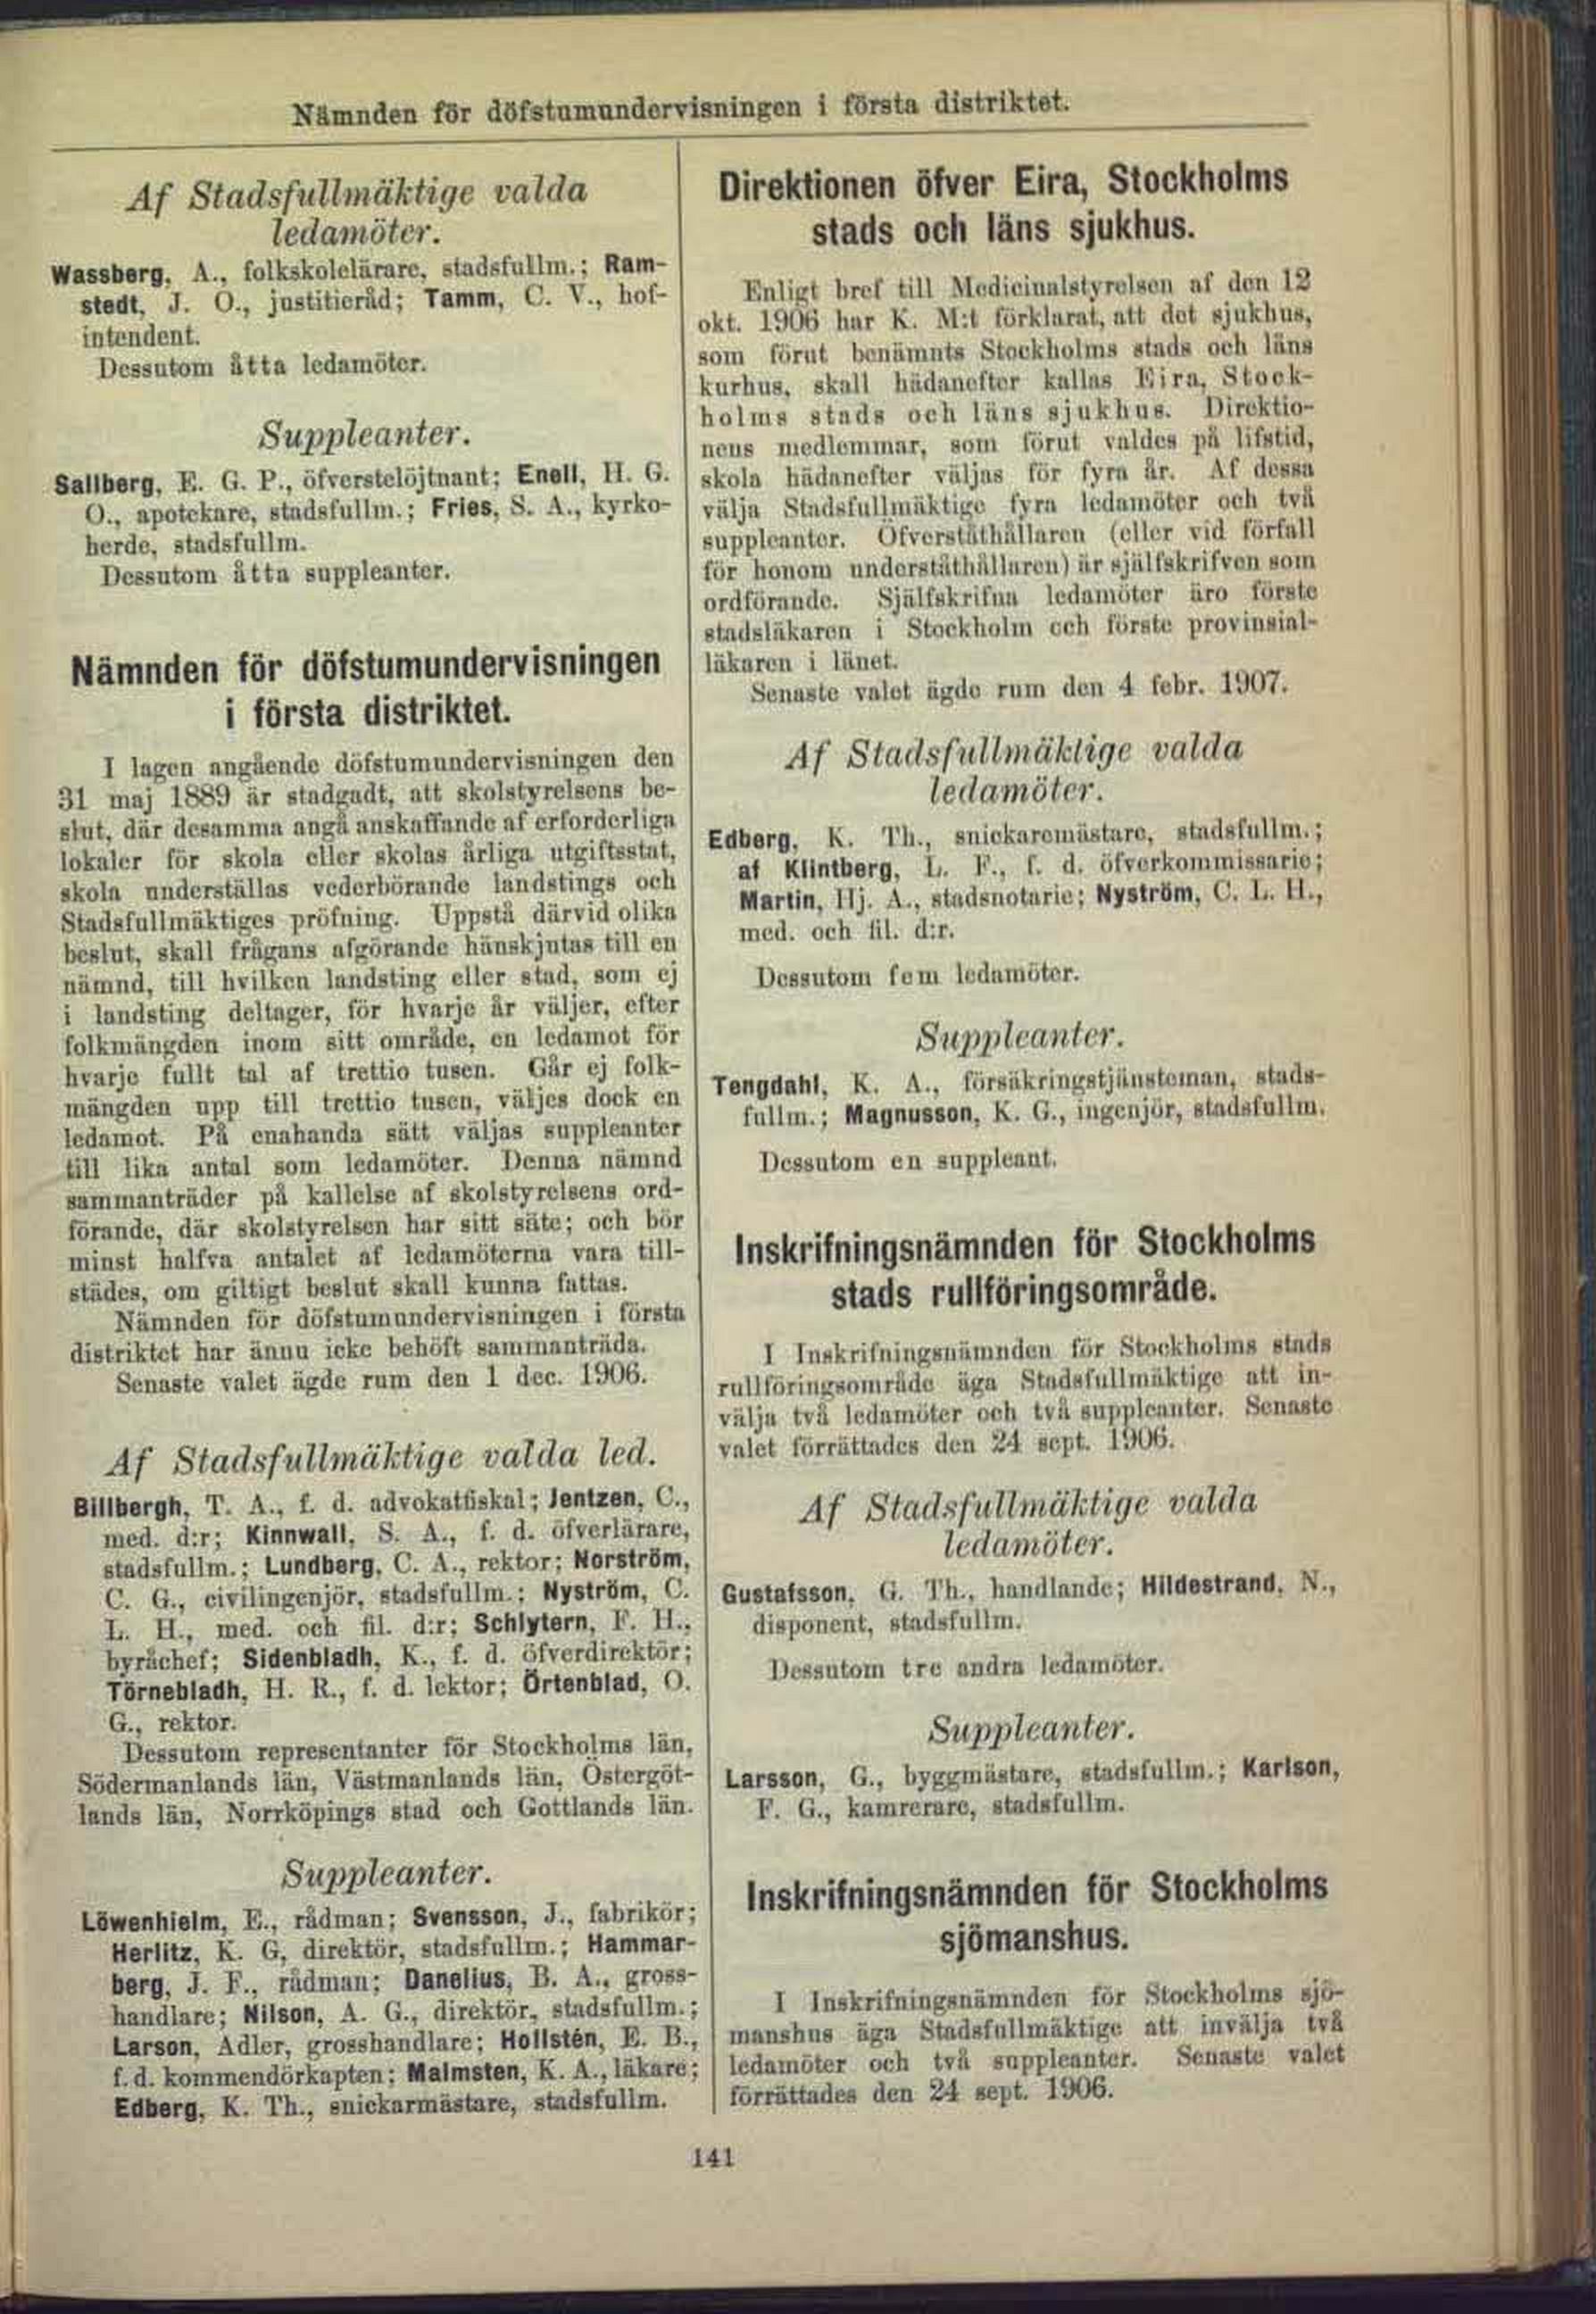 Nämnden för döfstumundervisningen i första distriktet.
Af Stadsfullmäktige valda
ledamöter.
Wassberg, A., folkskolelärare, stadsfullm.; Ram-
stedt, J. O., justitieråd; Tamm, C. V., hof-
intendent.
Dessutom åtta ledamöter.
Suppleanter.
Sallberg, E. G. P., öfverstelöjtnant; Enell, H. G.
O., apotekare, stadsfullm.; Fries, S. A., kyrko-
herde, stadsfullm.
Dessutom åtta suppleanter.
Nämnden för döfstumundervisningen
i första distriktet.
I lagen angående döfstumundervisningen den
31 maj 1889 är stadgadt, att skolstyrelsens be-
slut, där desamma angå anskaffande af erforderliga
lokaler för skola eller skolas årliga utgiftsstat,
skola underställas vederbörande landstings och
Stadsfullmäktiges pröfning. Uppstå därvid olika
beslut, skall frågans afgörande hänskjutas till en
nämnd, till hvilken landsting eller stad, som ej
i landsting deltager, för hvarje år väljer, efter
folkmängden inom sitt område, en ledamot för
hvarje fullt tal af trettio tusen. Går ej folk-
mängden upp till trettio tusen, väljes dock en
ledamot. På enahanda sätt väljas suppleanter
till lika antal som ledamöter. Denna nämnd
sammanträder på kallelse af skolstyrelsens ord-
förande, där skolstyrelsen har sitt säte; och bör
minst halfva antalet af ledamöterna vara till-
städes, om giltigt beslut skall kunna fattas.
Nämnden för döfstumundervisningen i första
distriktet har ännu icke behöft sammanträda.
Senaste valet ägde rum den 1 dec. 1906.
Af Stadsfullmäktige valda led.
Billbergh, T. A., f. d. advokatfiskal; Jentzen, C.,
med. d:r; Kinnwall, S. A., f. d. öfverlärare,
stadsfullm.; Lundberg, C. A., rektor; Norström,
C. G., civilingenjör, stadsfullm.; Nyström, C.
L. H., med. och fil. d:r; Schlytern, F. H.,
byråchef; Sidenbladh, K., f. d. öfverdirektör;
Törnebladh, H. R., f. d. lektor; Örtenblad, O.
G., rektor.
Dessutom representanter för Stockholms län,
Södermanlands län, Västmanlands län, Östergöt-
lands län, Norrköpings stad och Gottlands län.
Suppleanter.
Löwenhielm, E., rådman; Svensson, J., fabrikör;
Herlitz, K. G, direktör, stadsfullm.; Hammar-
berg, J. F., rådman; Danelius, B. A., gross-
handlare; Nilson, A. G., direktör, stadsfullm.;
Larson, Adler, grosshandlare; Hollstén, E. B.,
f. d. kommendörkapten; Malmsten, K. A., läkare;
Edberg, K. Th., snickarmästare, stadsfullm.
Direktionen öfver Eira, Stockholms
stads och läns sjukhus.
Enligt bref till Medicinalstyrelsen af den 12
okt. 1906 har K. M:t förklarat, att det sjukhus,
som förut benämnts Stockholms stads och läns
kurhus, skall hädanefter kallas Eira, Stock-
holms stads och läns sjukhus. Direktio-
nens medlemmar, som förut valdes på lifstid,
skola hädanefter väljas för fyra år. Af dessa
välja Stadsfullmäktige fyra ledamöter och två
suppleanter. Öfverståthållaren (eller vid förfall
för honom underståthållaren) är själfskrifven som
ordförande. Själfskrifna ledamöter äro förste
stadsläkaren i Stockholm och förste provinsial-
läkaren i länet.
Senaste valet ägde rum den 4 febr. 1907.
Af Stadsfullmäktige valda
ledamöter.
Edberg, K. Th., snickaremästare, stadsfullm.;
af Klintberg, L. F., f. d. öfverkommissarie;
Martin, Hj. A., stadsnotarie; Nyström, C. L. H.,
med. och fil. d:r.
Dessutom fem ledamöter.
Suppleanter.
Tengdahl, K. A., försäkringstjänsteman, stads-
fullm.; Magnusson, K. G., ingenjör, stadsfullm.
Dessutom en suppleant.
Inskrifningsnämnden för Stockholms
stads rullföringsområde.
I Inskrifningsnämnden för Stockholms stads
rullföringsområde äga Stadsfullmäktige att in-
välja två ledamöter och två suppleanter. Senaste
valet förrättades den 24 sept. 1906.
Af Stadsfullmäktige valda
ledamöter.
Gustafsson, G. Th., handlande; Hildestrand, N.,
disponent, stadsfullm.
Dessutom tre andra ledamöter.
Suppleanter.
Larsson, G., byggmästare, stadsfullm.; Karlson,
F. G., kamrerare, stadsfullm.
Inskrifningsnämnden för Stockholms
sjömanshus.
I Inskrifningsnämnden för Stockholms sjö-
manshus äga Stadsfullmäktige att invälja två
ledamöter och två suppleanter. Senaste valet
förrättades den 24 sept. 1906.
141